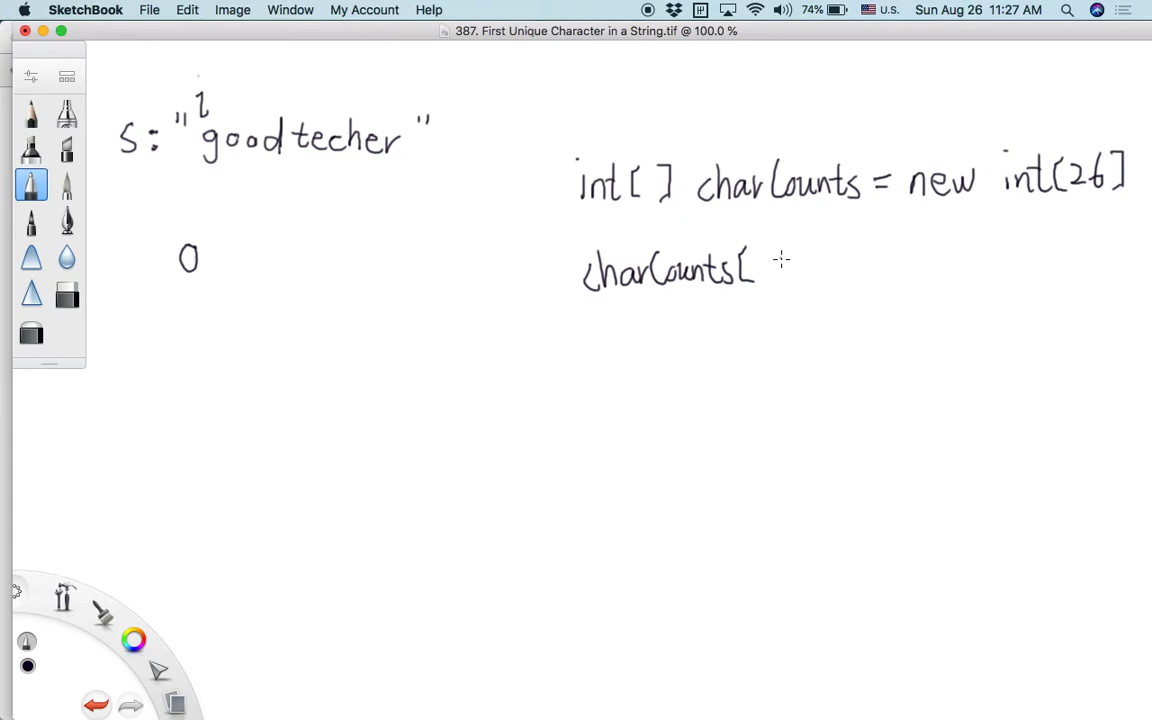 SketchBook File Edit Image Window My Account Help 74% U.S. Sun Aug 26 11:27 AM
387. First Unique Character in a String.tif @ 100.0 %
s: "goodtecher"
int[ ] charCounts = new int[26]
0
charCounts[